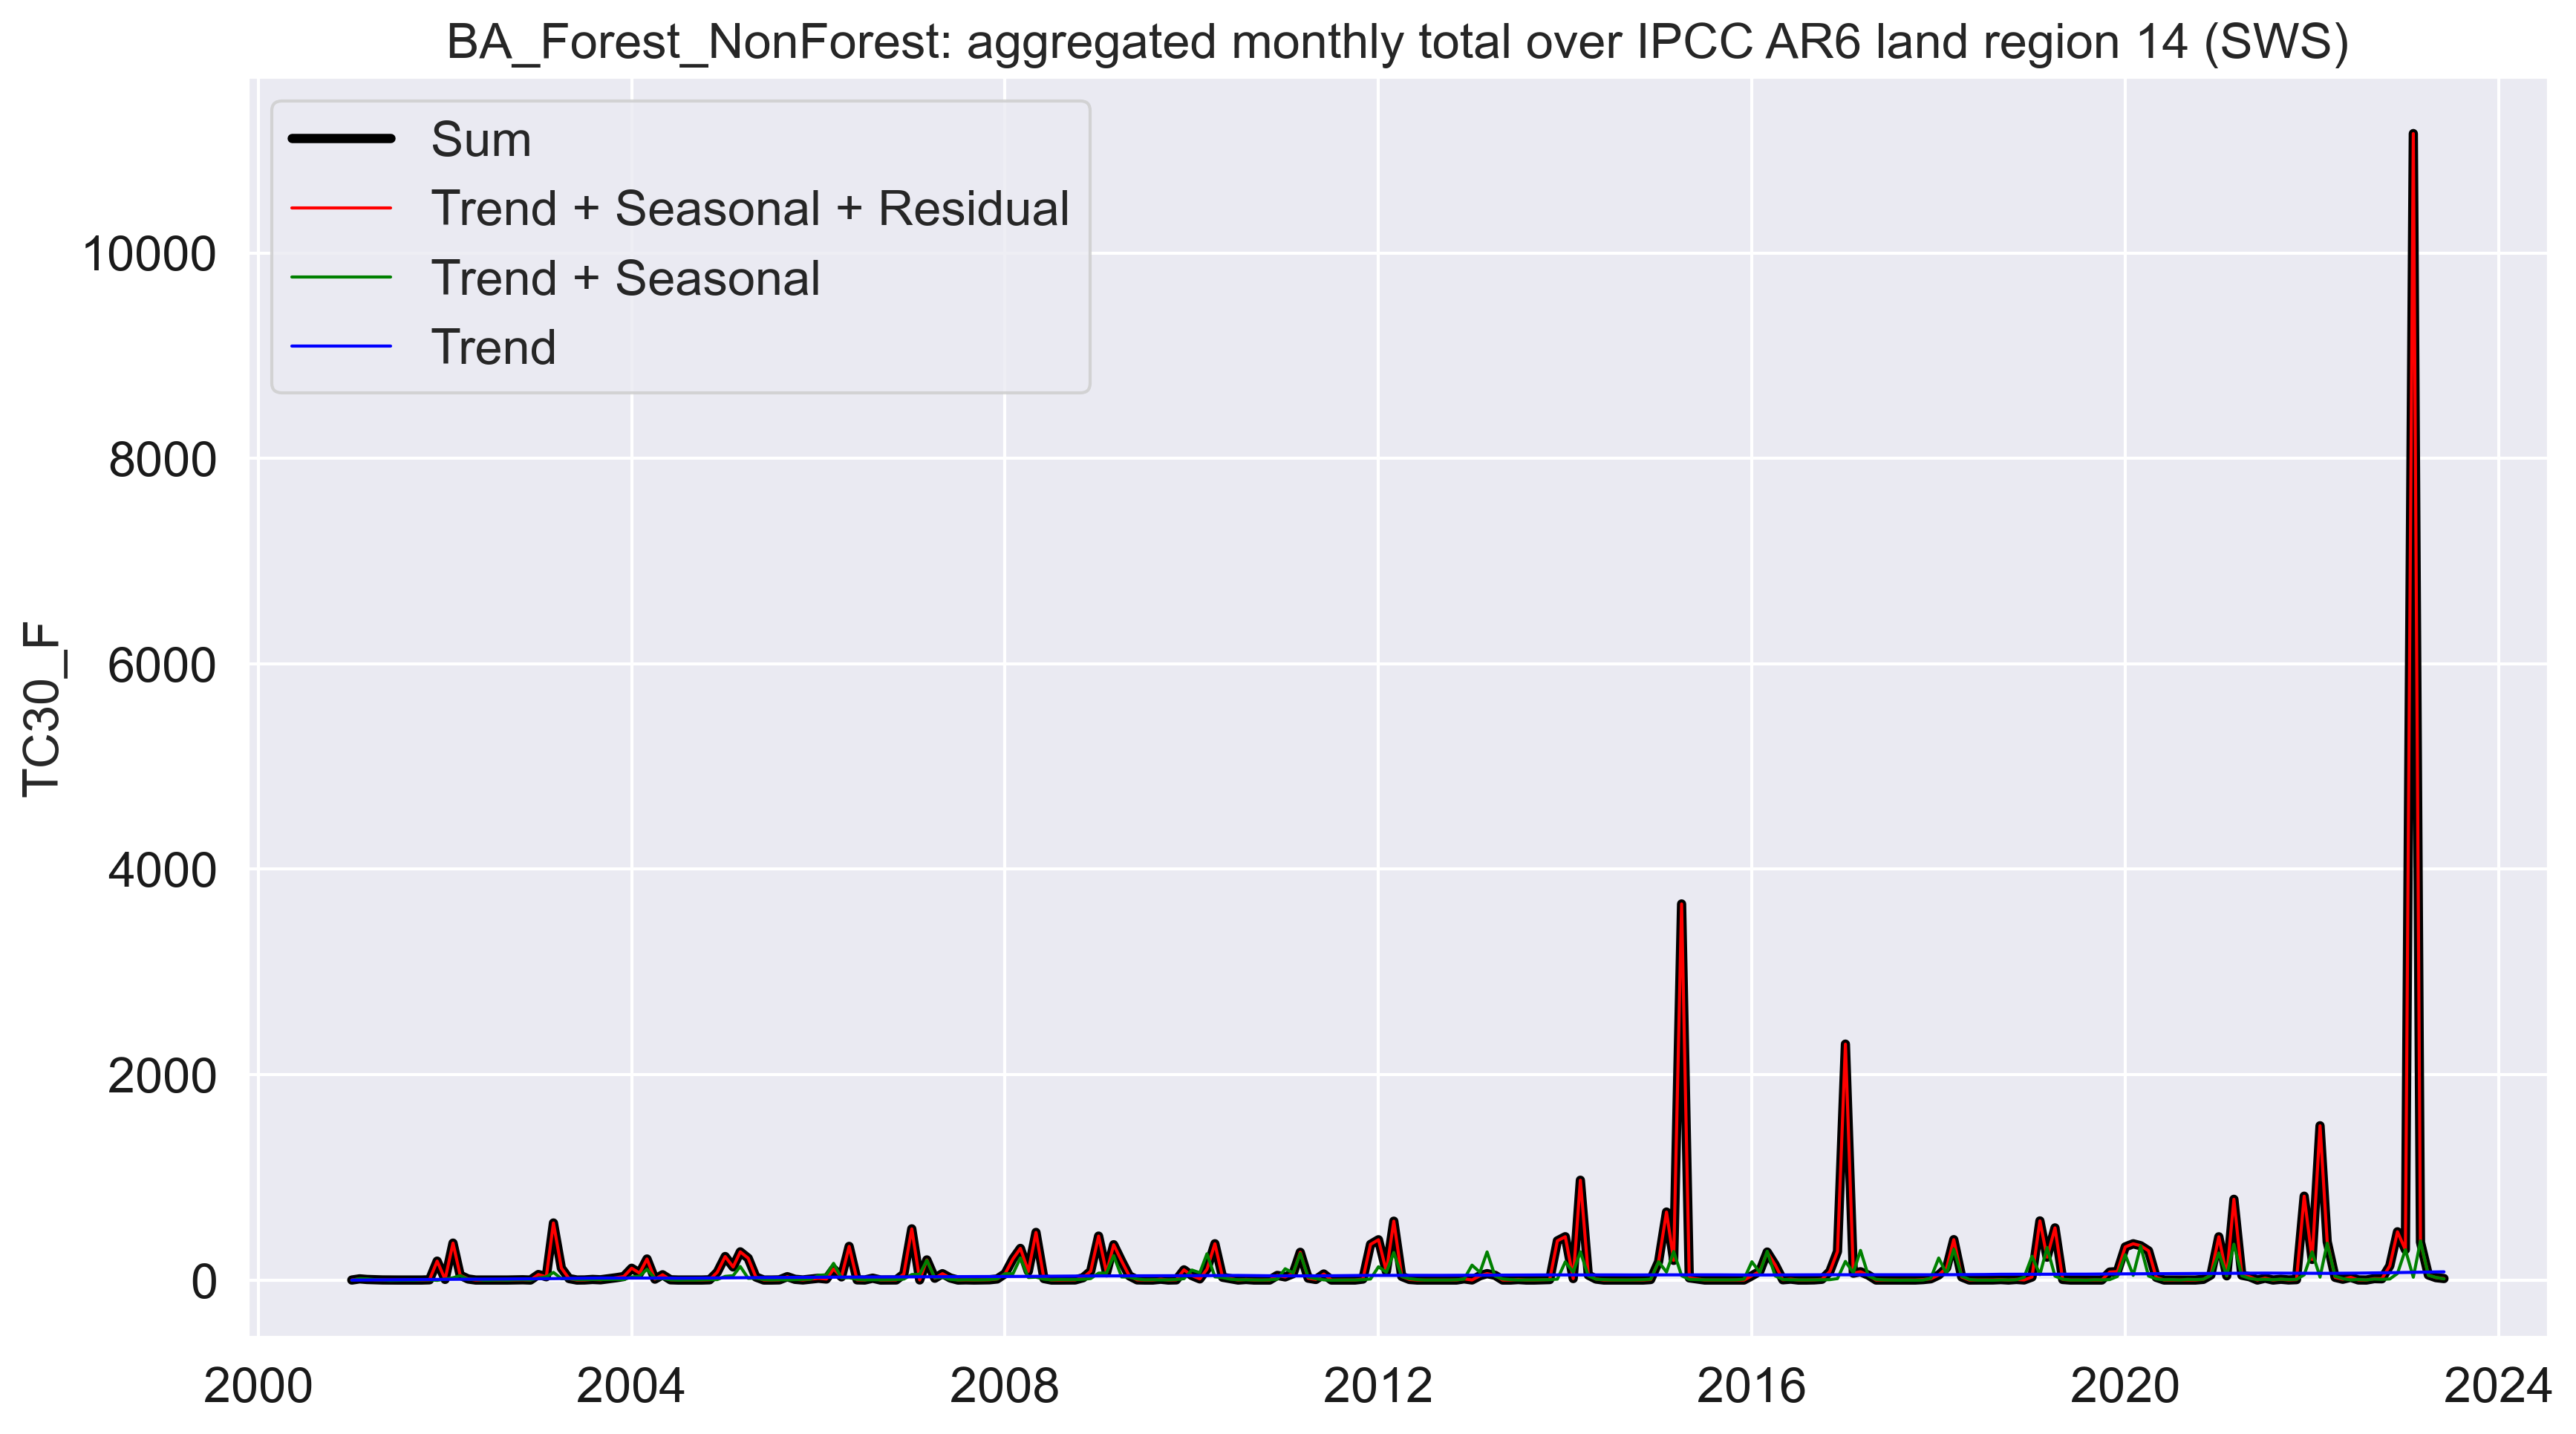 BA_Forest_NonForest: aggregated monthly total over IPCC AR6 land region 14 (SWS)
Sum
Trend + Seasonal + Residual
Trend + Seasonal
Trend
TC30_F
10000
8000
6000
4000
2000
0
2000
2004
2008
2012
2016
2020
2024